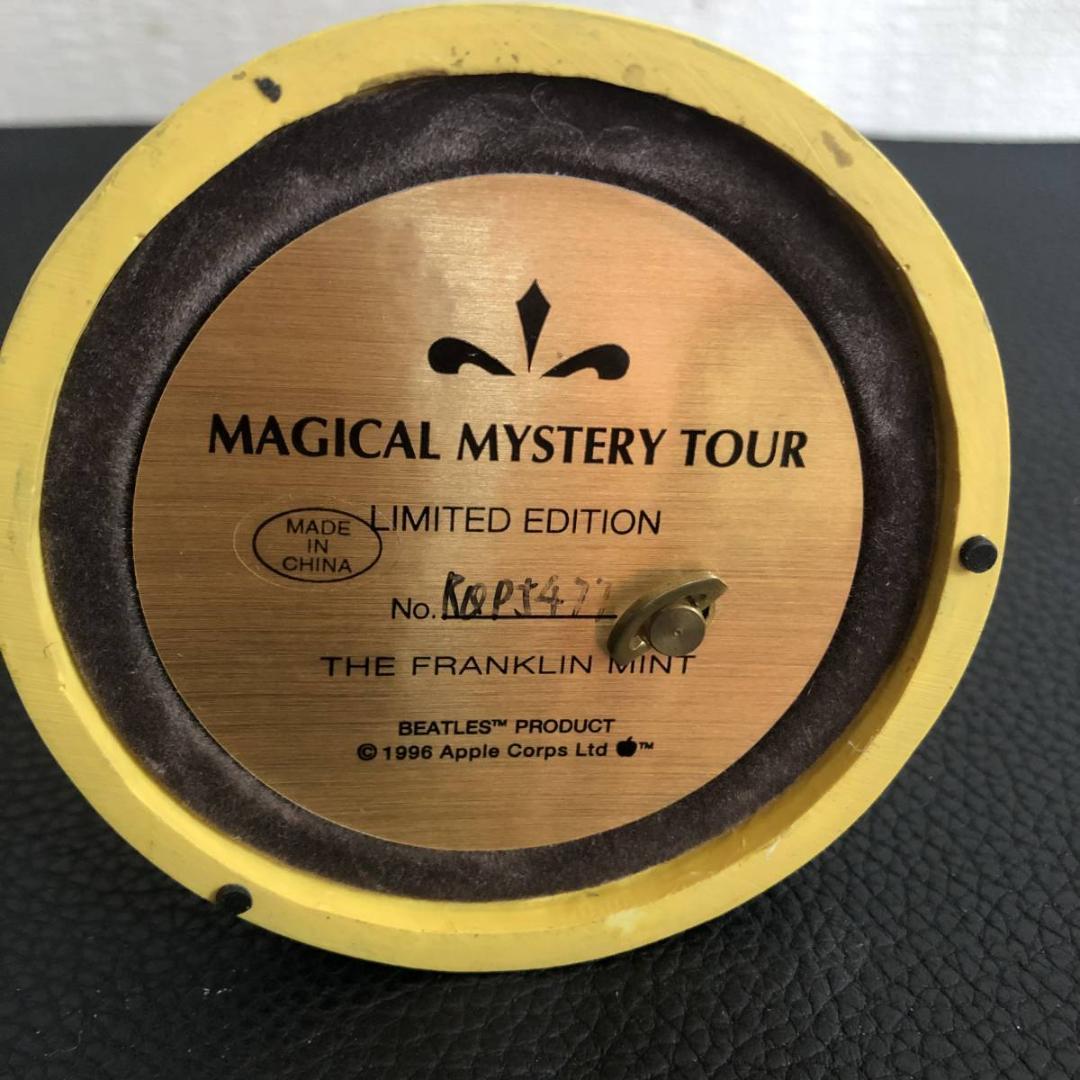 MAGICAL MYSTERY TOUR
LIMITED EDITION
MADE
IN
CHINA
No.
THE FRANKLIN MINT
BEATLES™ PRODUCT
© 1996 Apple Corps Ltd ™